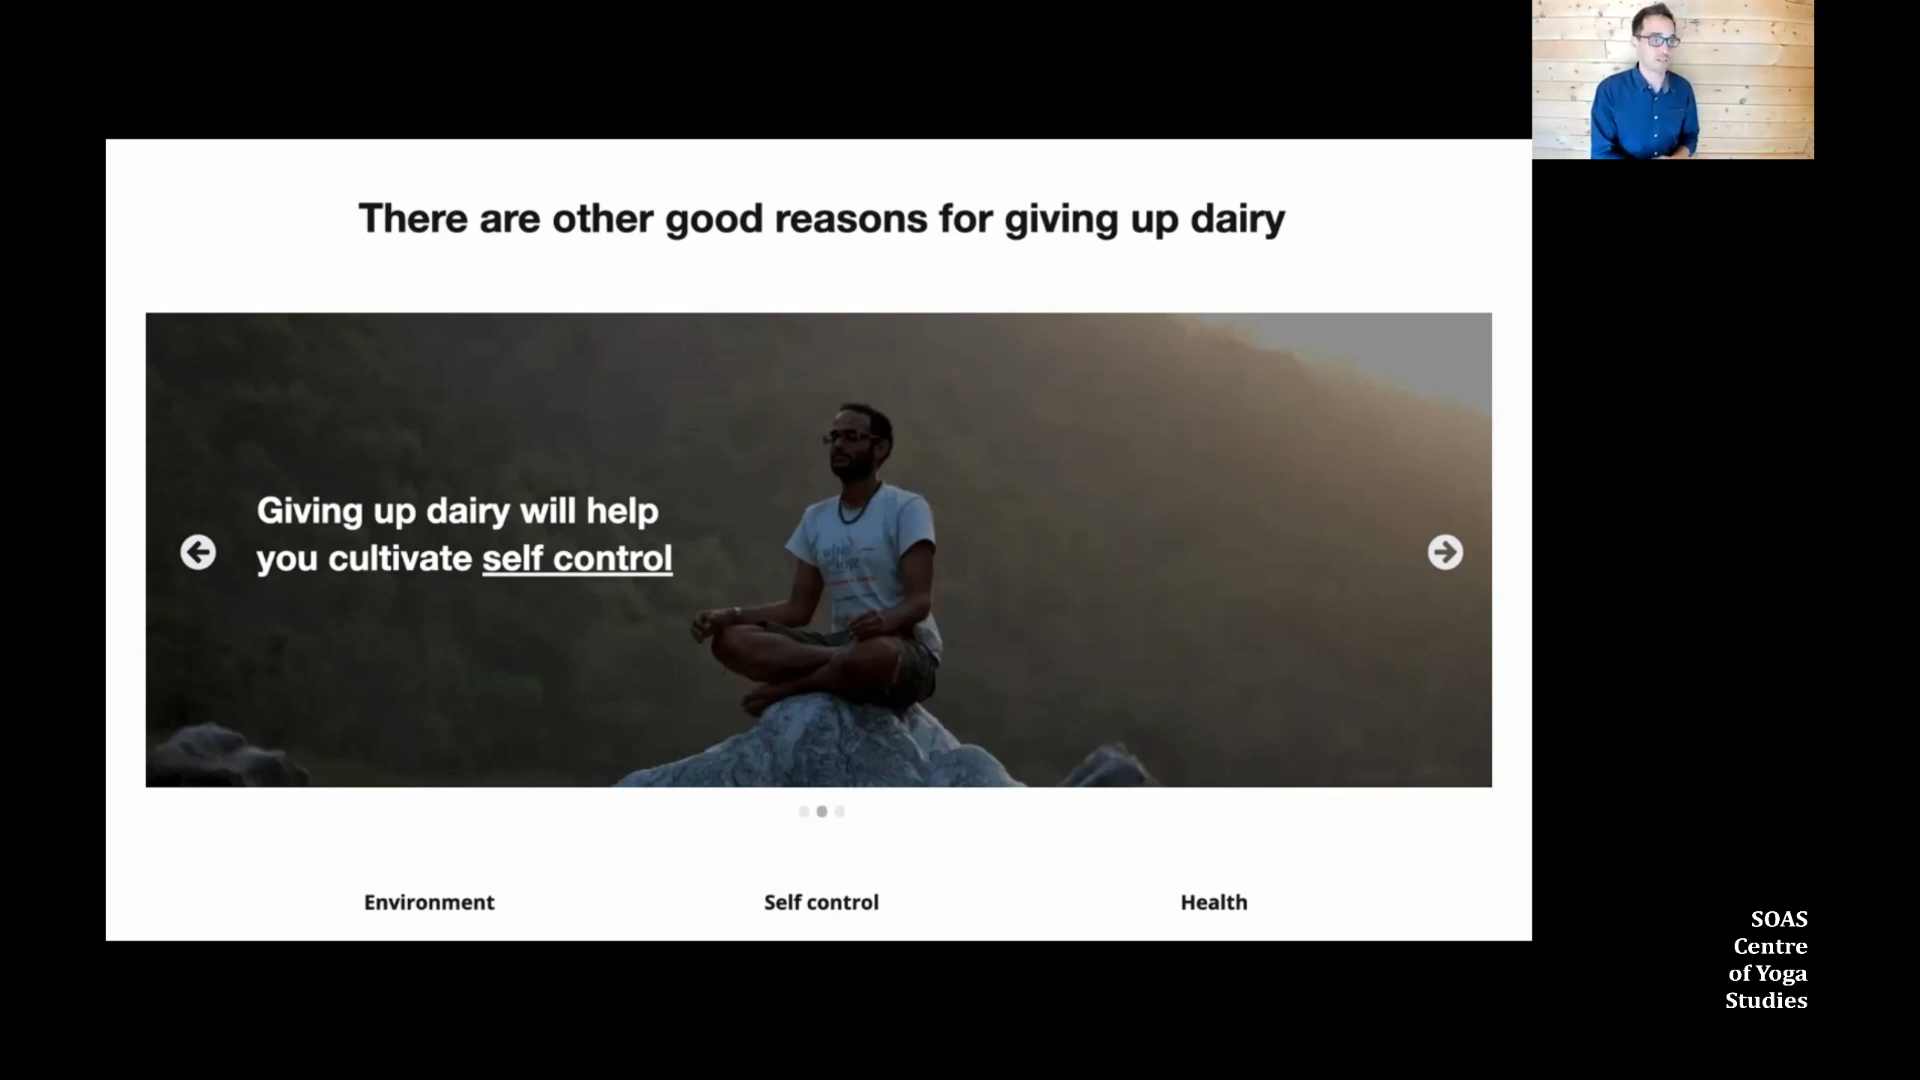 There are other good reasons for giving up dairy
Giving up dairy will help
you cultivate self control
Environment
Self control
Health
SOAS
Centre
of Yoga
Studies